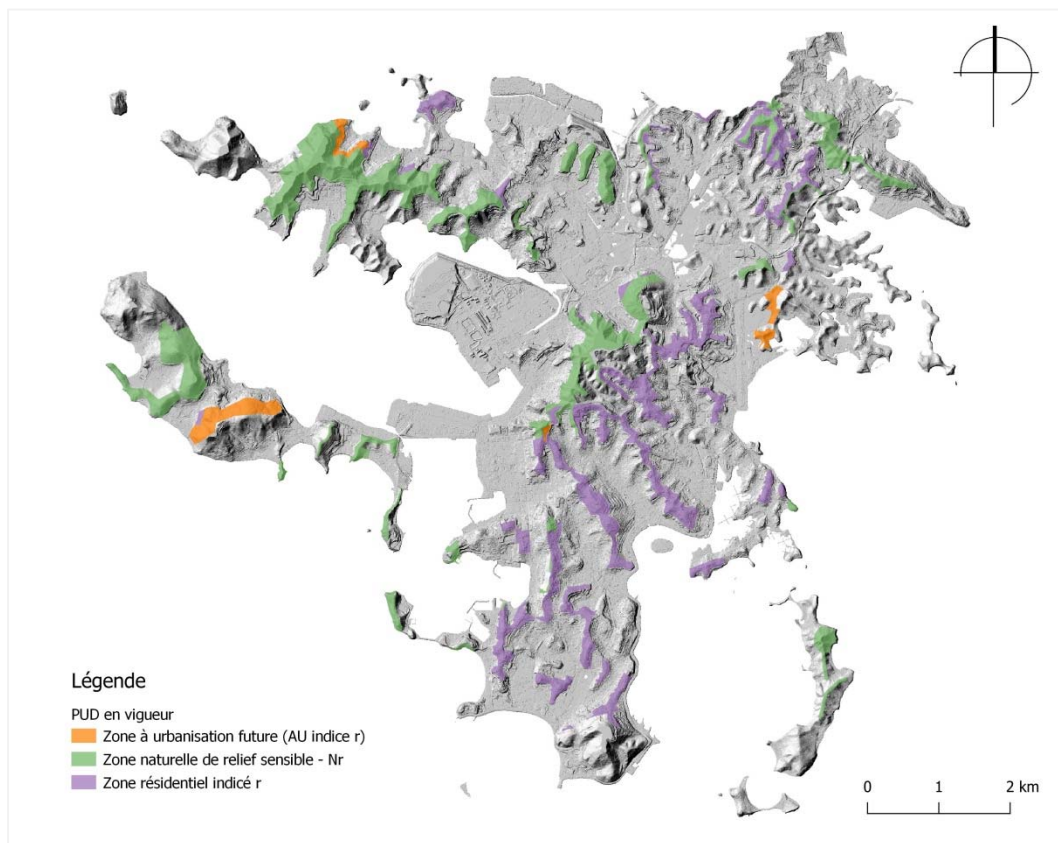 Légende
PUD en vigueur
Zone à urbanisation future (AU indice r)
Zone naturelle de relief sensible - Nr
Zone résidentiel indicé r
0 1 2 km